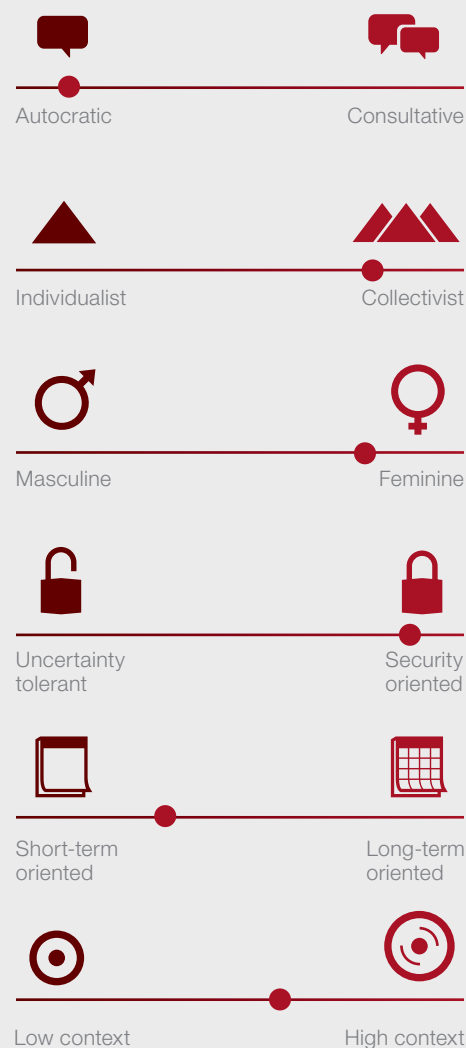 Autocratic Consultative
Individualist Collectivist
Masculine Feminine
Uncertainty Security
tolerant oriented
Short-term Long-term
oriented oriented
Low context High context